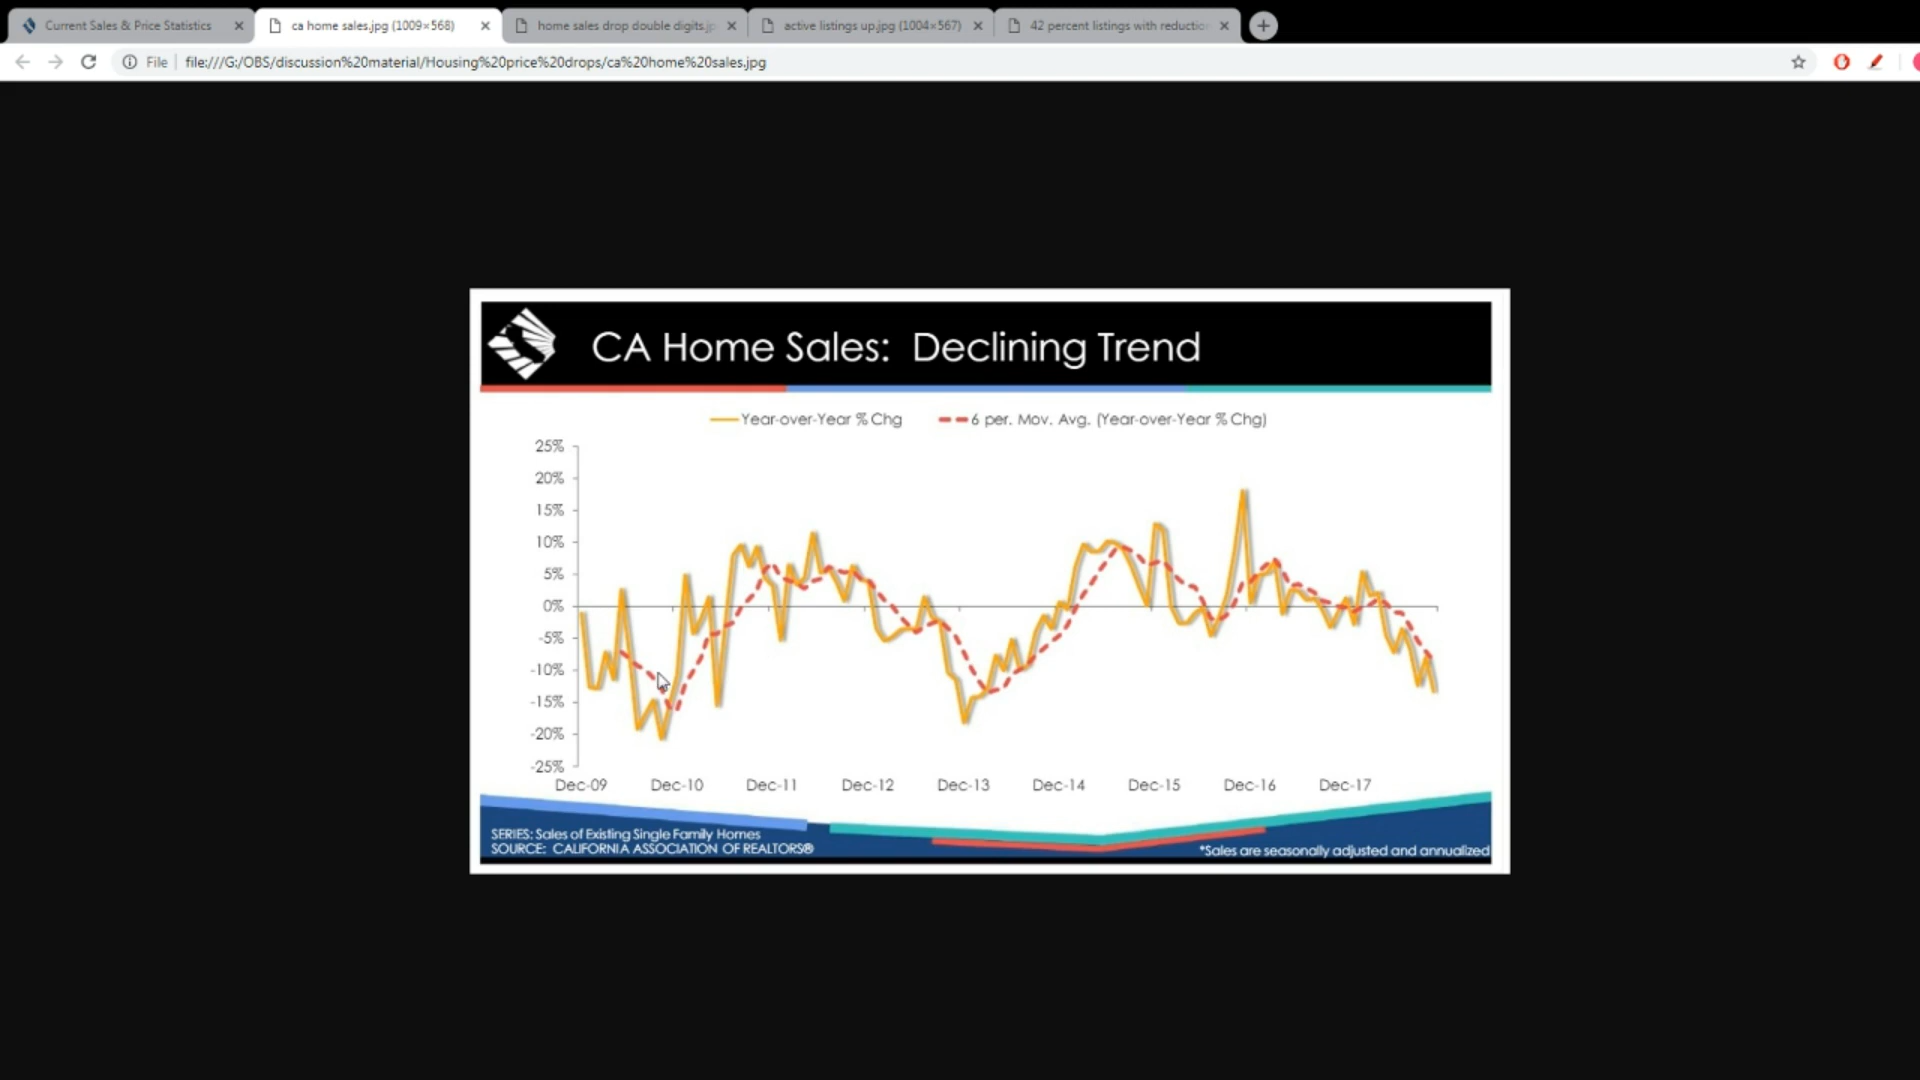 Current Sales & Price Statistics
ca home sales.jpg (1009×568)
home sales drop double digits.jp
active listings up.jpg (1004×567)
42 percent listings with reductio
File
file:///G:/OBS/discussion%20material/Housing%20price%20drops/ca%20home%20sales.jpg
CA Home Sales: Declining Trend
Year-over-Year % Chg
6 per. Mov. Avg. (Year-over-Year % Chg)
25%
20%
15%
10%
5%
0%
-5%
-10%
-15%
-20%
-25%
Dec-09 Dec-10 Dec-11 Dec-12 Dec-13 Dec-14 Dec-15 Dec-16 Dec-17
SERIES: Sales of Existing Single Family Homes
SOURCE: CALIFORNIA ASSOCIATION OF REALTORS®
*Sales are seasonally adjusted and annualized